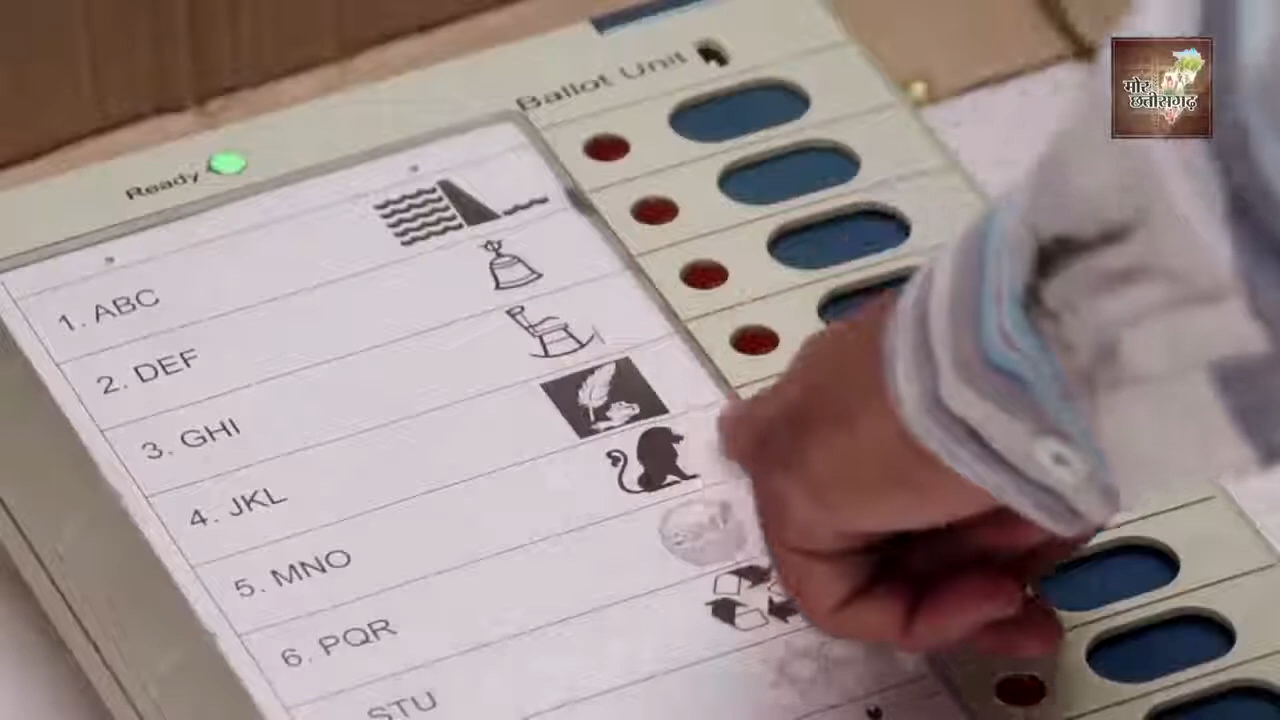 Ballot Unit
Ready
1. ABC
2. DEF
3. GHI
4. JKL
5. MNO
6. PQR
STU
मोर
छत्तीसगढ़